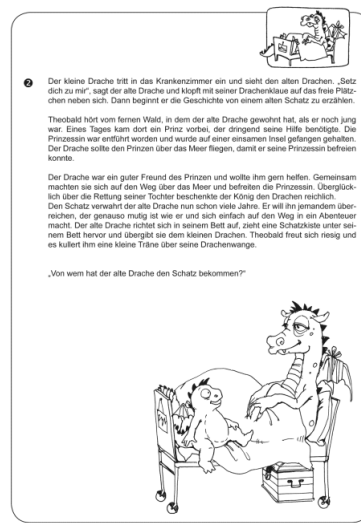 2
Der kleine Drache tritt in das Krankenzimmer ein und sieht den alten Drachen. „Setz
dich zu mir“, sagt der alte Drache und klopft mit seiner Drachenklaue auf das freie Plätz-
chen neben sich. Dann beginnt er die Geschichte von einem alten Schatz zu erzählen.
Theobald hört vom fernen Wald, in dem der alte Drache gewohnt hat, als er noch jung
war. Eines Tages kam dort ein Prinz vorbei, der dringend seine Hilfe benötigte. Die
Prinzessin war entführt worden und wurde auf einer einsamen Insel gefangen gehalten.
Der Drache sollte den Prinzen über das Meer fliegen, damit er seine Prinzessin befreien
konnte.
Der Drache war ein guter Freund des Prinzen und wollte ihm gern helfen. Gemeinsam
machten sie sich auf den Weg über das Meer und befreiten die Prinzessin. Überglück-
lich über die Rettung seiner Tochter beschenkte der König den Drachen reichlich.
Den Schatz verwahrt der alte Drache nun schon viele Jahre. Er will ihn jemandem über-
reichen, der genauso mutig ist wie er und sich einfach auf den Weg in ein Abenteuer
macht. Der alte Drache richtet sich in seinem Bett auf, zieht eine Schatzkiste unter sei-
nem Bett hervor und übergibt sie dem kleinen Drachen. Theobald freut sich riesig und
es kullert ihm eine kleine Träne über seine Drachenwange.
„Von wem hat der alte Drache den Schatz bekommen?“